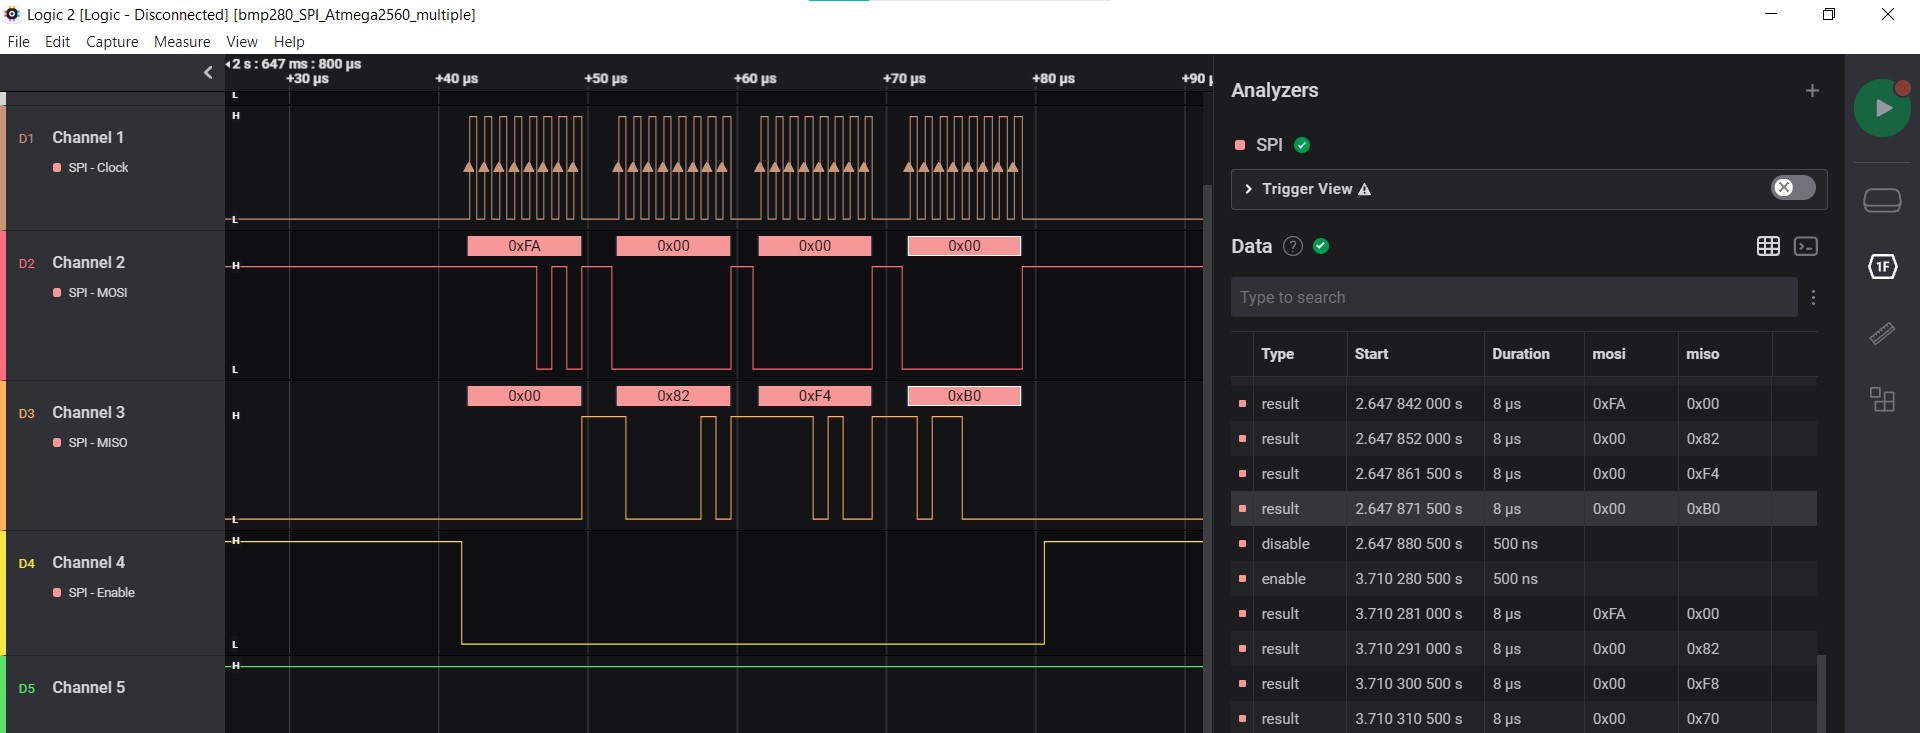 Logic 2 [Logic - Disconnected] [bmp280_SPI_Atmega2560_multiple]
File Edit Capture Measure View Help
2 s : 647 ms : 800 µs
+30 µs +40 µs +50 µs +60 µs +70 µs +80 µs +90 µ
L
D1 Channel 1
SPI - Clock
H
L
D2 Channel 2
SPI - MOSI
0xFA 0x00 0x00 0x00
H
L
D3 Channel 3
SPI - MISO
0x00 0x82 0xF4 0xB0
H
L
D4 Channel 4
SPI - Enable
H
L
D5 Channel 5
H
Analyzers
SPI
Trigger View
Data ?
1F
Type to search
Type Start Duration mosi miso
result 2.647 842 000 s 8 µs 0xFA 0x00
result 2.647 852 000 s 8 µs 0x00 0x82
result 2.647 861 500 s 8 µs 0x00 0xF4
result 2.647 871 500 s 8 µs 0x00 0xB0
disable 2.647 880 500 s 500 ns
enable 3.710 280 500 s 500 ns
result 3.710 281 000 s 8 µs 0xFA 0x00
result 3.710 291 000 s 8 µs 0x00 0x82
result 3.710 300 500 s 8 µs 0x00 0xF8
result 3.710 310 500 s 8 µs 0x00 0x70